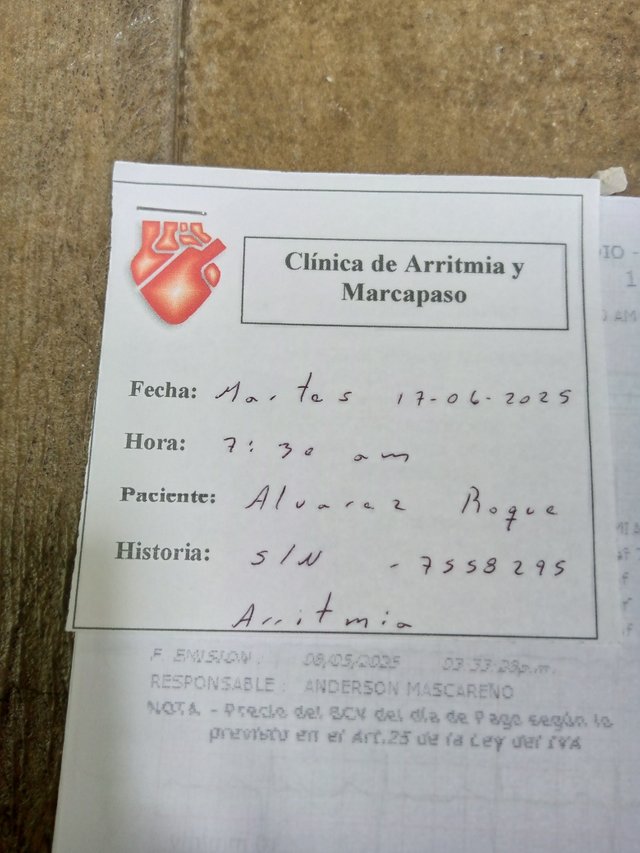 Clínica de Arritmia y
Marcapaso
Fecha: Martes 17-06-2025
Hora: 7:30 am
Paciente: Alvarez Roque
Historia: S/N - 7558295
Arritmia
F. EMISION : 08/05/2025 03:33:28p.m.
RESPONSABLE : ANDERSON MASCAREÑO
NOTA - Precio del BCV del día de Pago según lo
previsto en el Art.25 de la Ley del IVA